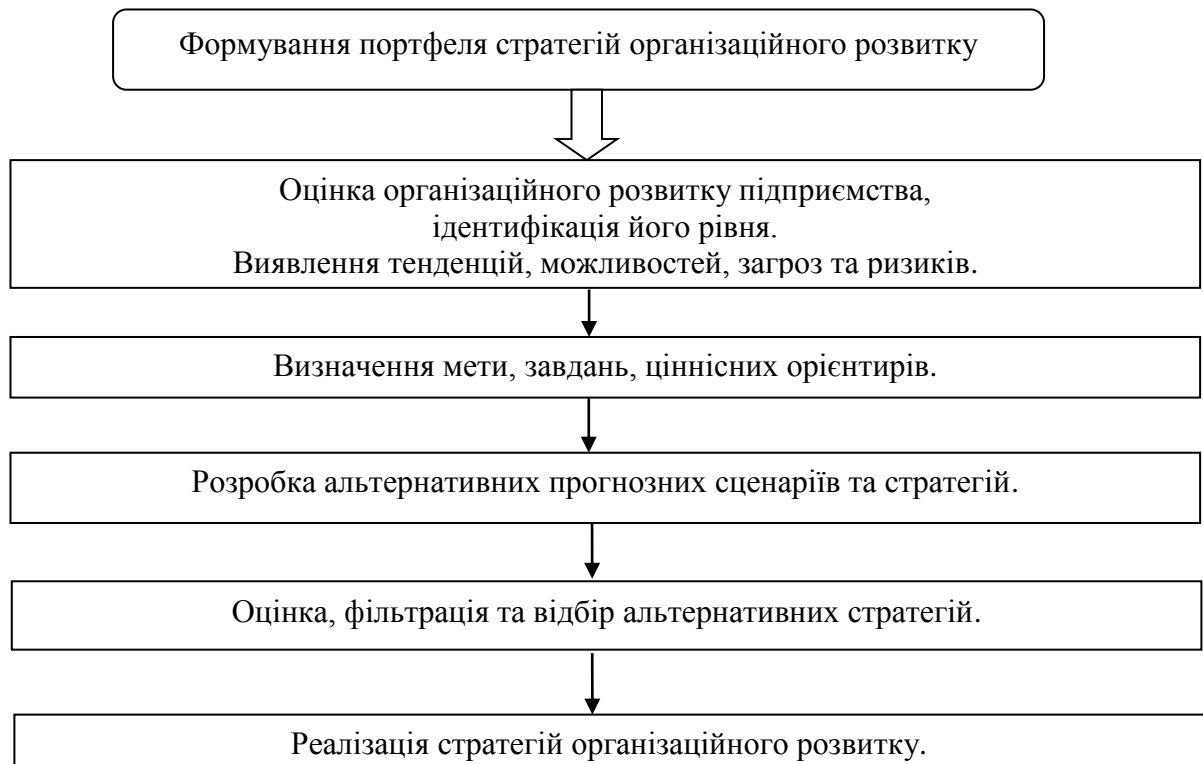 Формування портфеля стратегій організаційного розвитку
Оцінка організаційного розвитку підприємства,
ідентифікація його рівня.
Виявлення тенденцій, можливостей, загроз та ризиків.
Визначення мети, завдань, ціннісних орієнтирів.
Розробка альтернативних прогнозних сценаріїв та стратегій.
Оцінка, фільтрація та відбір альтернативних стратегій.
Реалізація стратегій організаційного розвитку.